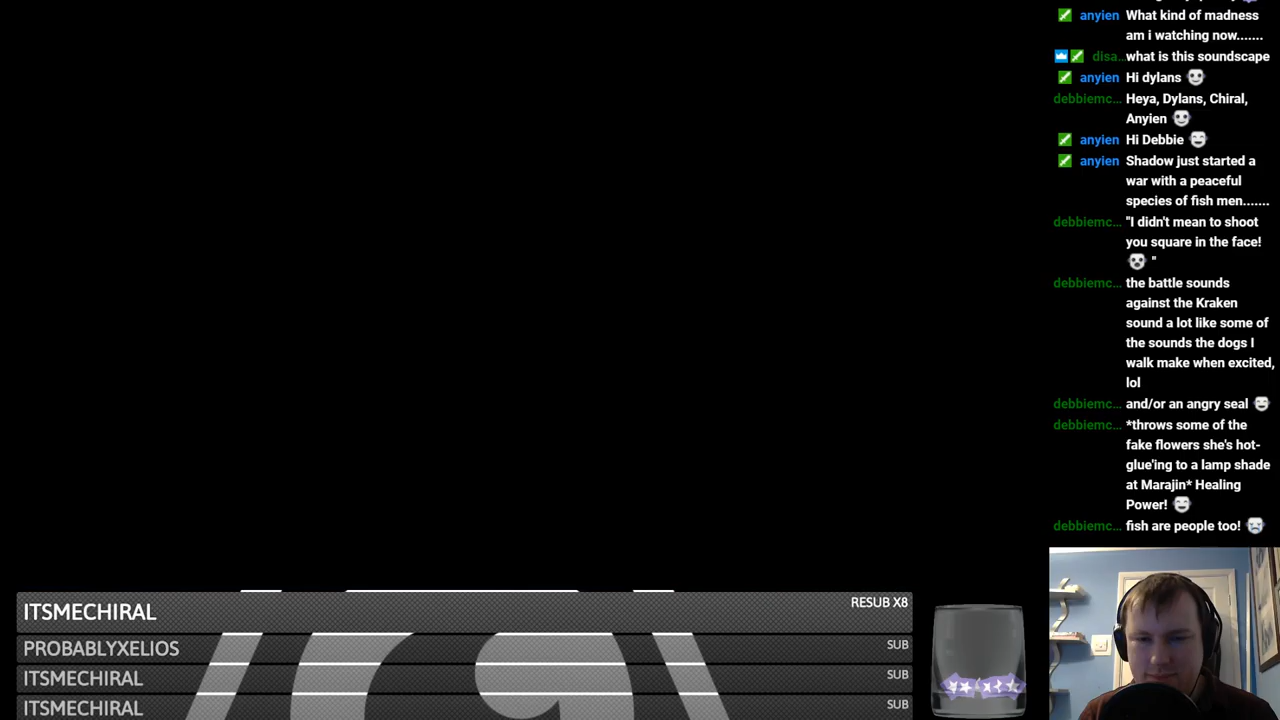 anyien What kind of madness
am i watching now.......
disa... what is this soundscape
anyien Hi dylans
debbiemc... Heya, Dylans, Chiral,
Anyien
anyien Hi Debbie
anyien Shadow just started a
war with a peaceful
species of fish men.......
debbiemc... "I didn't mean to shoot
you square in the face!
"
debbiemc... the battle sounds
against the Kraken
sound a lot like some of
the sounds the dogs I
walk make when excited,
lol
debbiemc... and/or an angry seal
debbiemc... *throws some of the
fake flowers she's hot-
glue'ing to a lamp shade
at Marajin* Healing
Power!
debbiemc... fish are people too!
ITSMECHIRAL RESUB X8
PROBABLYXELIOS SUB
ITSMECHIRAL SUB
ITSMECHIRAL SUB